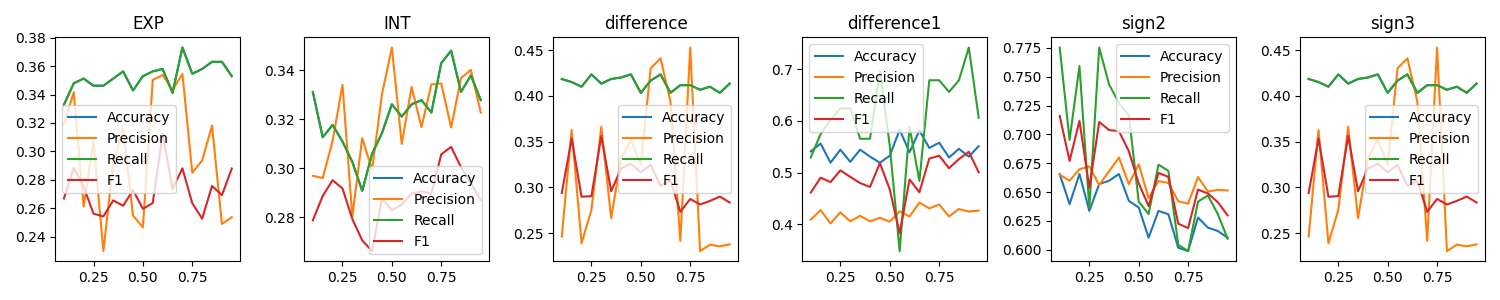 EXP
0.38
0.36
0.34
0.32
0.30
0.28
0.26
0.24
0.25
0.50
0.75
Accuracy
Precision
Recall
F1
INT
0.34
0.32
0.30
0.28
0.25
0.50
0.75
Accuracy
Precision
Recall
F1
difference
0.45
0.40
0.35
0.30
0.25
0.25
0.50
0.75
Accuracy
Precision
Recall
F1
difference1
0.7
0.6
0.5
0.4
0.25
0.50
0.75
Accuracy
Precision
Recall
F1
sign2
0.775
0.750
0.725
0.700
0.675
0.650
0.625
0.600
0.25
0.50
0.75
Accuracy
Precision
Recall
F1
sign3
0.45
0.40
0.35
0.30
0.25
0.25
0.50
0.75
Accuracy
Precision
Recall
F1